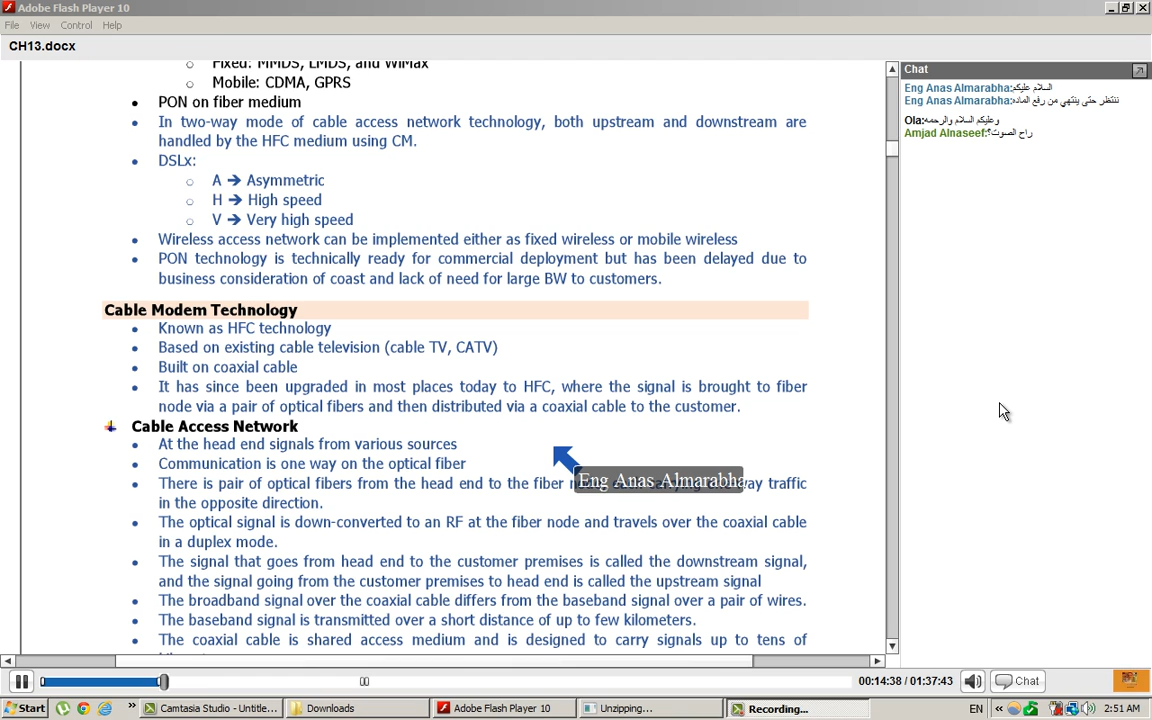 Adobe Flash Player 10
File View Control Help
CH13.docx
Fixed: MMDS, LMDS, and WiMax
Mobile: CDMA, GPRS
PON on fiber medium
In two-way mode of cable access network technology, both upstream and downstream are
handled by the HFC medium using CM.
DSLx:
A → Asymmetric
H → High speed
V → Very high speed
Wireless access network can be implemented either as fixed wireless or mobile wireless
PON technology is technically ready for commercial deployment but has been delayed due to
business consideration of coast and lack of need for large BW to customers.
Cable Modem Technology
Known as HFC technology
Based on existing cable television (cable TV, CATV)
Built on coaxial cable
It has since been upgraded in most places today to HFC, where the signal is brought to fiber
node via a pair of optical fibers and then distributed via a coaxial cable to the customer.
Cable Access Network
At the head end signals from various sources
Communication is one way on the optical fiber
Eng Anas Almarabha
There is pair of optical fibers from the head end to the fiber way traffic
in the opposite direction.
The optical signal is down-converted to an RF at the fiber node and travels over the coaxial cable
in a duplex mode.
The signal that goes from head end to the customer premises is called the downstream signal,
and the signal going from the customer premises to head end is called the upstream signal
The broadband signal over the coaxial cable differs from the baseband signal over a pair of wires.
The baseband signal is transmitted over a short distance of up to few kilometers.
The coaxial cable is shared access medium and is designed to carry signals up to tens of
Chat
Eng Anas Almarabha:السلام عليكم
Eng Anas Almarabha:ننتظر حتى ينتهي من رفع الماده
Ola:وعليكم السلام والرحمه
Amjad Alnaseef:راح الصوت؟
00:14:38 / 01:37:43
Chat
Start
» Camtasia Studio - Untitle...
Downloads
Adobe Flash Player 10
Unzipping...
Recording...
EN
«
2:51 AM